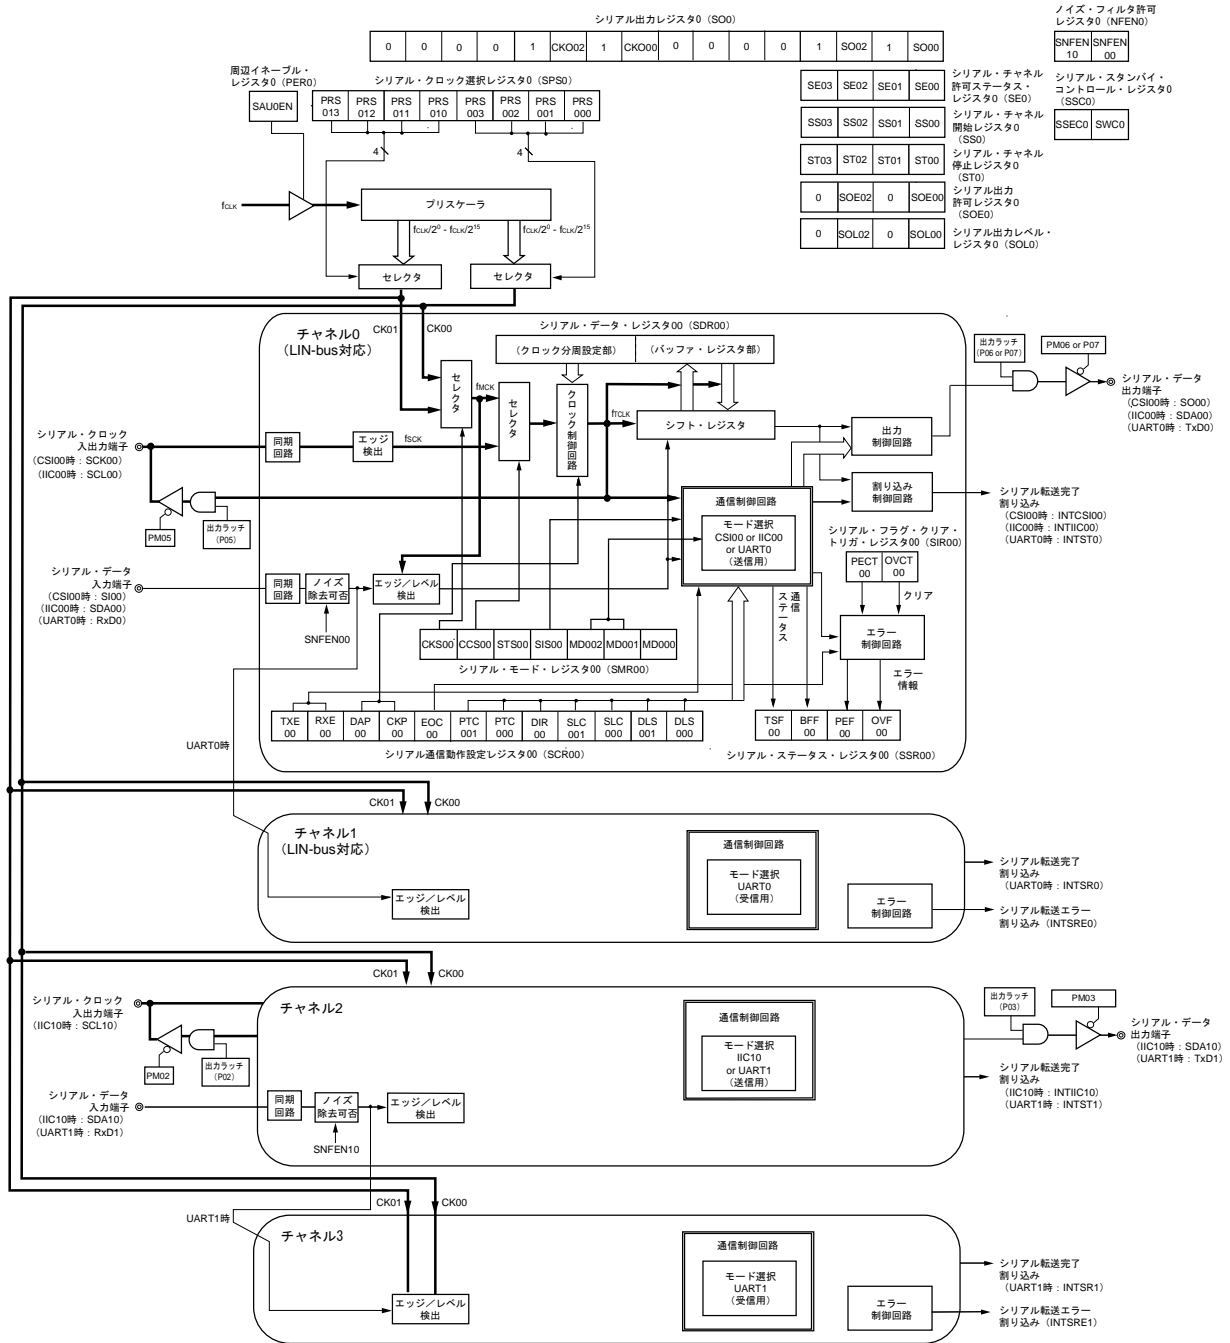 シリアル出力レジスタ0（SO0）
0 0 0 0 1 CKO02 1 CKO00 0 0 0 0 1 SO02 1 SO00
ノイズ・フィルタ許可
レジスタ0（NFEN0）
SNFEN
10
SNFEN
00
周辺イネーブル・
レジスタ0（PER0）
SAU0EN
シリアル・クロック選択レジスタ0（SPS0）
PRS
013
PRS
012
PRS
011
PRS
010
PRS
003
PRS
002
PRS
001
PRS
000
SE03 SE02 SE01 SE00
シリアル・チャネル
許可ステータス・
レジスタ0（SE0）
シリアル・スタンバイ・
コントロール・レジスタ0
（SSC0）
SSEC0 SWC0
SS03 SS02 SS01 SS00
シリアル・チャネル
開始レジスタ0
（SS0）
ST03 ST02 ST01 ST00
シリアル・チャネル
停止レジスタ0
（ST0）
0 SOE02 0 SOE00
シリアル出力
許可レジスタ0
（SOE0）
0 SOL02 0 SOL00
シリアル出力レベル・
レジスタ0（SOL0）
4
4
fCLK
プリスケーラ
fCLK/2⁰ - fCLK/2¹⁵
fCLK/2⁰ - fCLK/2¹⁵
セレクタ
セレクタ
チャネル0
（LIN-bus対応）
CK01
CK00
シリアル・データ・レジスタ00（SDR00）
（クロック分周設定部）
（バッファ・レジスタ部）
セレクタ
fMCK
セレクタ
クロック制御回路
fTCLK
シフト・レジスタ
出力
制御回路
出力ラッチ
（P06 or P07）
PM06 or P07
シリアル・データ
出力端子
（CSI00時：SO00）
（IIC00時：SDA00）
（UART0時：TxD0）
シリアル・クロック
入出力端子
（CSI00時：SCK00）
（IIC00時：SCL00）
同期
回路
エッジ
検出
fSCK
PM05
出力ラッチ
（P05）
通信制御回路
モード選択
CSI00 or IIC00
or UART0
（送信用）
割り込み
制御回路
シリアル転送完了
割り込み
（CSI00時：INTCSI00）
（IIC00時：INTIIC00）
（UART0時：INTST0）
シリアル・フラグ・クリア・
トリガ・レジスタ00（SIR00）
PECT
00
OVCT
00
クリア
シリアル・データ
入力端子
（CSI00時：SI00）
（IIC00時：SDA00）
（UART0時：RxD0）
同期
回路
ノイズ
除去可否
SNFEN00
エッジ／レベル
検出
通信
ステータス
エラー
制御回路
エラー
情報
CKS00 CCS00 STS00 SIS00 MD002 MD001 MD000
シリアル・モード・レジスタ00（SMR00）
TXE
00
RXE
00
DAP
00
CKP
00
EOC
00
PTC
001
PTC
000
DIR
00
SLC
001
SLC
000
DLS
001
DLS
000
シリアル通信動作設定レジスタ00（SCR00）
TSF
00
BFF
00
PEF
00
OVF
00
シリアル・ステータス・レジスタ00（SSR00）
UART0時
CK01
CK00
チャネル1
（LIN-bus対応）
エッジ／レベル
検出
通信制御回路
モード選択
UART0
（受信用）
エラー
制御回路
シリアル転送完了
割り込み
（UART0時：INTSR0）
シリアル転送エラー
割り込み（INTSRE0）
CK01
CK00
チャネル2
シリアル・クロック
入出力端子
（IIC10時：SCL10）
PM02
出力ラッチ
（P02）
シリアル・データ
入力端子
（IIC10時：SDA10）
（UART1時：RxD1）
同期
回路
ノイズ
除去可否
SNFEN10
エッジ／レベル
検出
通信制御回路
モード選択
IIC10
or UART1
（送信用）
出力ラッチ
（P03）
PM03
シリアル・データ
出力端子
（IIC10時：SDA10）
（UART1時：TxD1）
シリアル転送完了
割り込み
（IIC10時：INTIIC10）
（UART1時：INTST1）
UART1時
CK01
CK00
チャネル3
エッジ／レベル
検出
通信制御回路
モード選択
UART1
（受信用）
エラー
制御回路
シリアル転送完了
割り込み
（UART1時：INTSR1）
シリアル転送エラー
割り込み（INTSRE1）